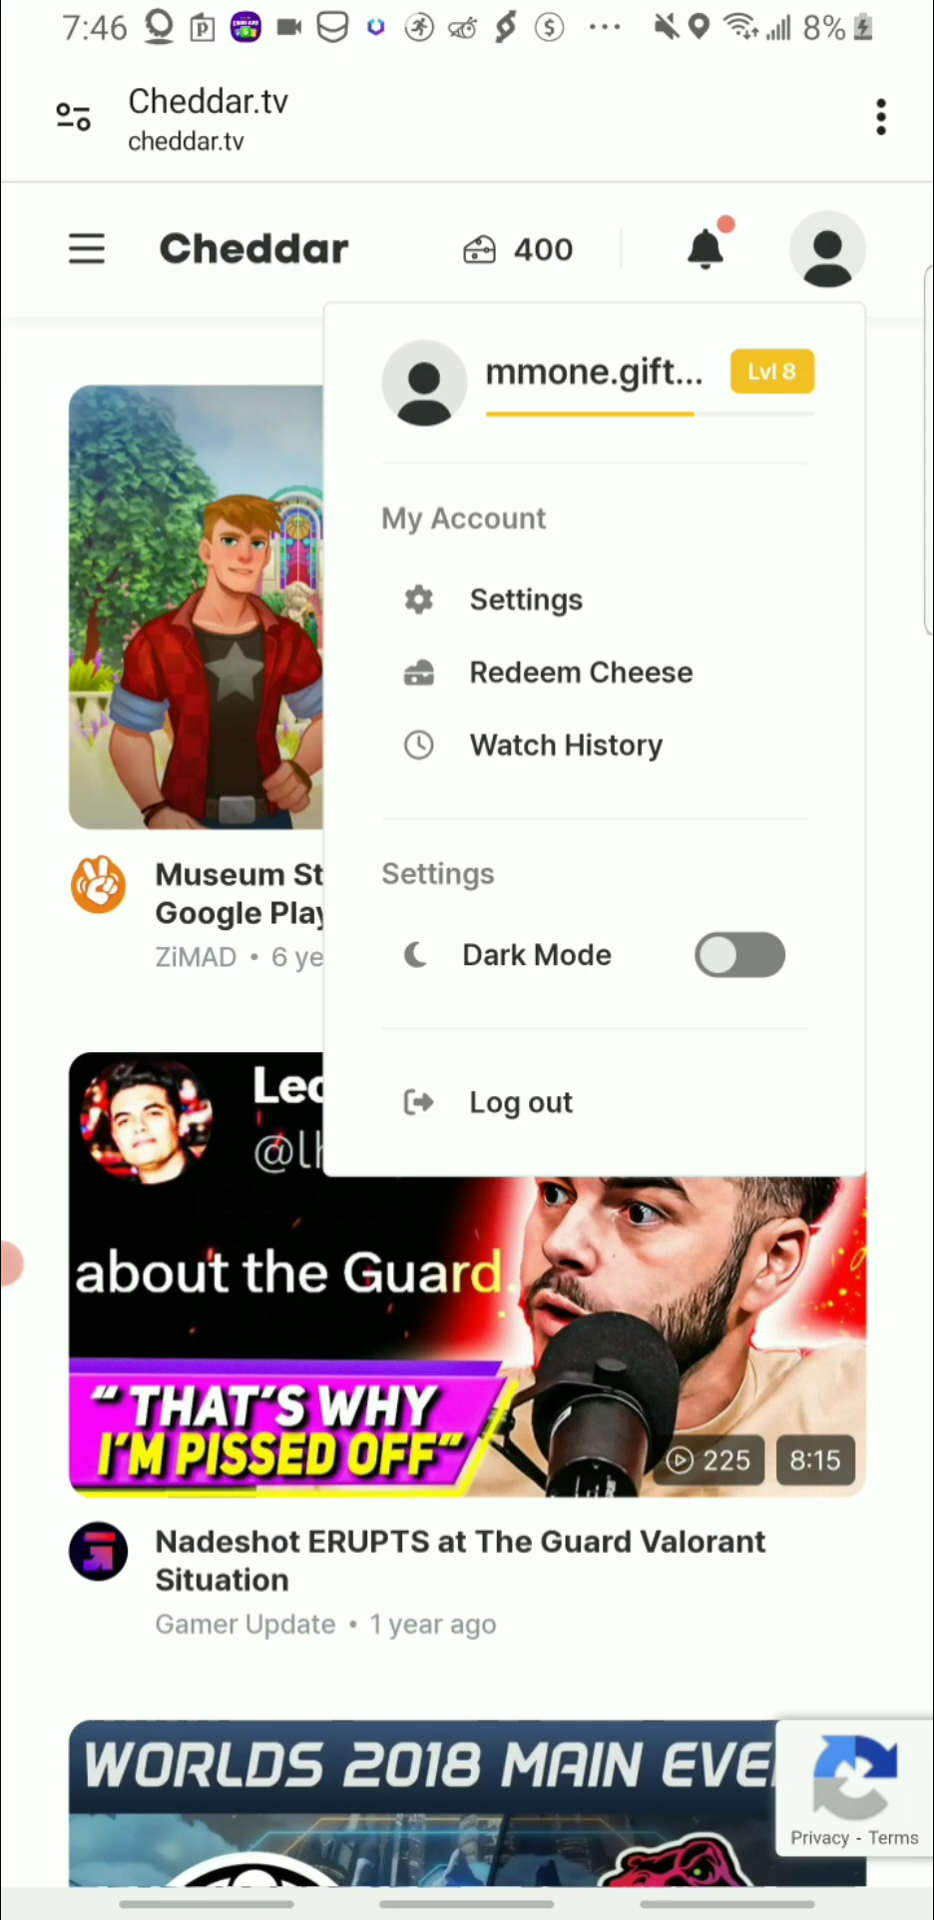 7:46
8%
Cheddar.tv
cheddar.tv
Cheddar
400
mmone.gift...
Lvl 8
My Account
Settings
Redeem Cheese
Watch History
Settings
Dark Mode
Log out
Museum St
Google Play
ZiMAD • 6 ye
Leo
@lh
about the Guard.
“ THAT'S WHY
I'M PISSED OFF”
225
8:15
Nadeshot ERUPTS at The Guard Valorant
Situation
Gamer Update • 1 year ago
WORLDS 2018 MAIN EVE
Privacy - Terms